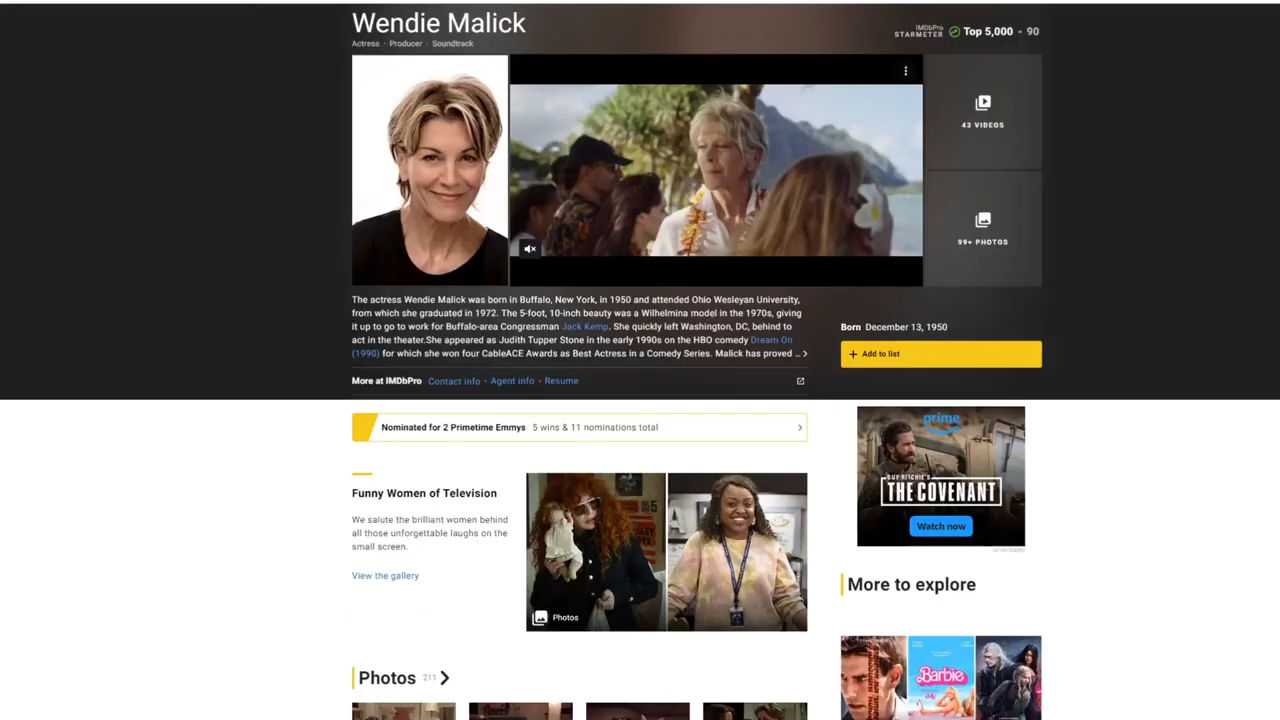 Wendie Malick
Actress · Producer · Soundtrack
IMDbPro
STARMETER
Top 5,000
90
43 VIDEOS
99+ PHOTOS
The actress Wendie Malick was born in Buffalo, New York, in 1950 and attended Ohio Wesleyan University,
from which she graduated in 1972. The 5-foot, 10-inch beauty was a Wilhelmina model in the 1970s, giving
it up to go to work for Buffalo-area Congressman Jack Kemp. She quickly left Washington, DC, behind to
act in the theater.She appeared as Judith Tupper Stone in the early 1990s on the HBO comedy Dream On
(1990) for which she won four CableACE Awards as Best Actress in a Comedy Series. Malick has proved ...
Born December 13, 1950
+ Add to list
More at IMDbPro Contact info · Agent info · Resume
Nominated for 2 Primetime Emmys 5 wins & 11 nominations total
prime
GUY RITCHIE'S
THE COVENANT
Watch now
Funny Women of Television
We salute the brilliant women behind
all those unforgettable laughs on the
small screen.
View the gallery
Photos
More to explore
Barbie
Photos 211